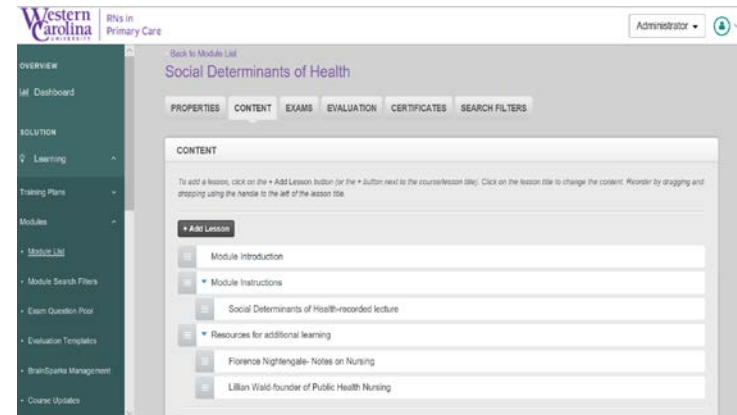 Western
Carolina
UNIVERSITY
RNs in
Primary Care
Administrator
OVERVIEW
Dashboard
SOLUTION
Learning
Training Plans
Modules
Module List
Module Search Filters
Exam Question Pool
Evaluation Templates
BrainSparks Management
Course Updates
Back to Module List
Social Determinants of Health
PROPERTIES CONTENT EXAMS EVALUATION CERTIFICATES SEARCH FILTERS
CONTENT
To add a lesson, click on the + Add Lesson button (or the + button next to the course/lesson title). Click on the lesson title to change the content. Reorder by dragging and
dropping using the handle to the left of the lesson title.
+ Add Lesson
Module Introduction
Module Instructions
Social Determinants of Health-recorded lecture
Resources for additional learning
Florence Nightengale- Notes on Nursing
Lillian Wald-founder of Public Health Nursing